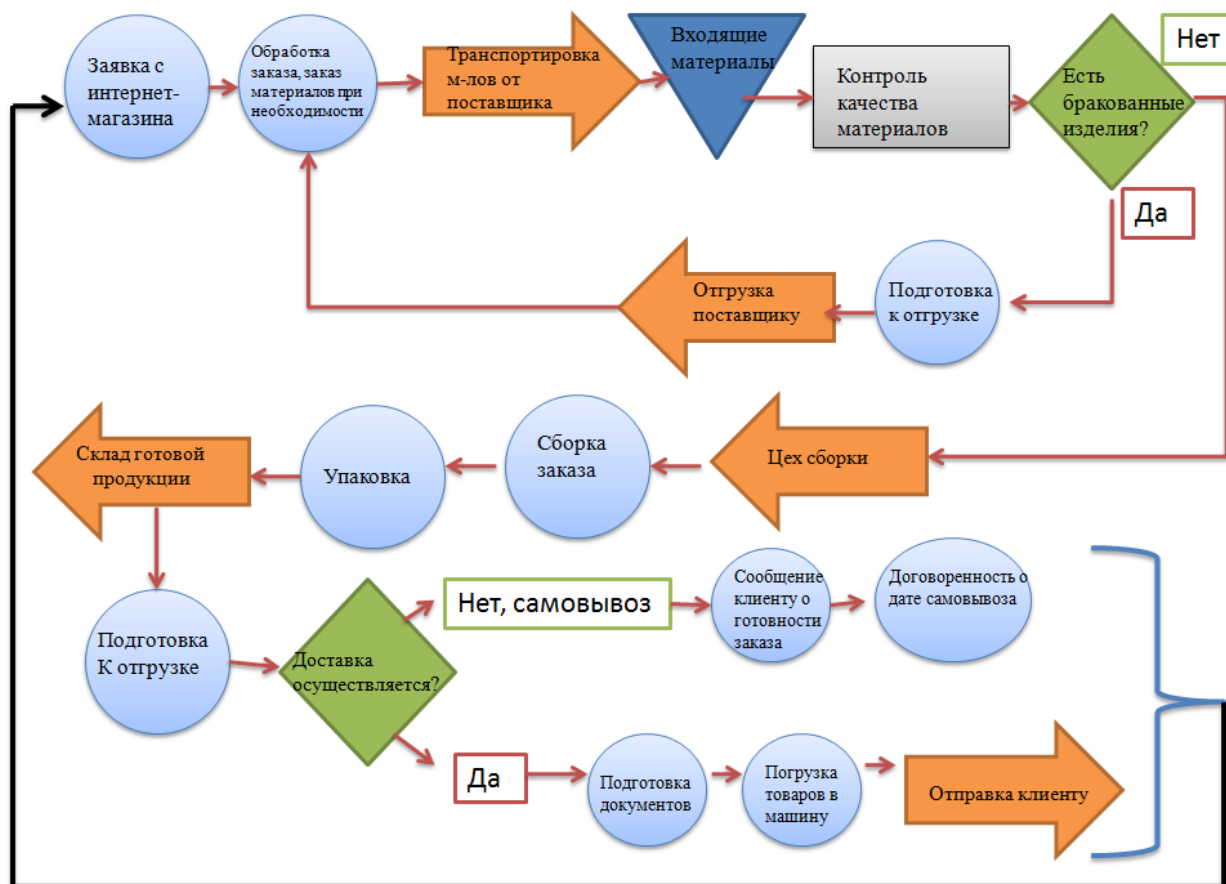 Заявка с
интернет-
магазина
Обработка
заказа, заказ
материалов при
необходимости
Транспортировка
м-лов от
поставщика
Входящие
материалы
Контроль
качества
материалов
Есть
бракованные
изделия?
Нет
Да
Подготовка
к отгрузке
Отгрузка
поставщику
Цех сборки
Сборка
заказа
Упаковка
Склад готовой
продукции
Подготовка
К отгрузке
Доставка
осуществляется?
Нет, самовывоз
Сообщение
клиенту о
готовности
заказа
Договоренность о
дате самовывоза
Да
Подготовка
документов
Погрузка
товаров в
машину
Отправка клиенту